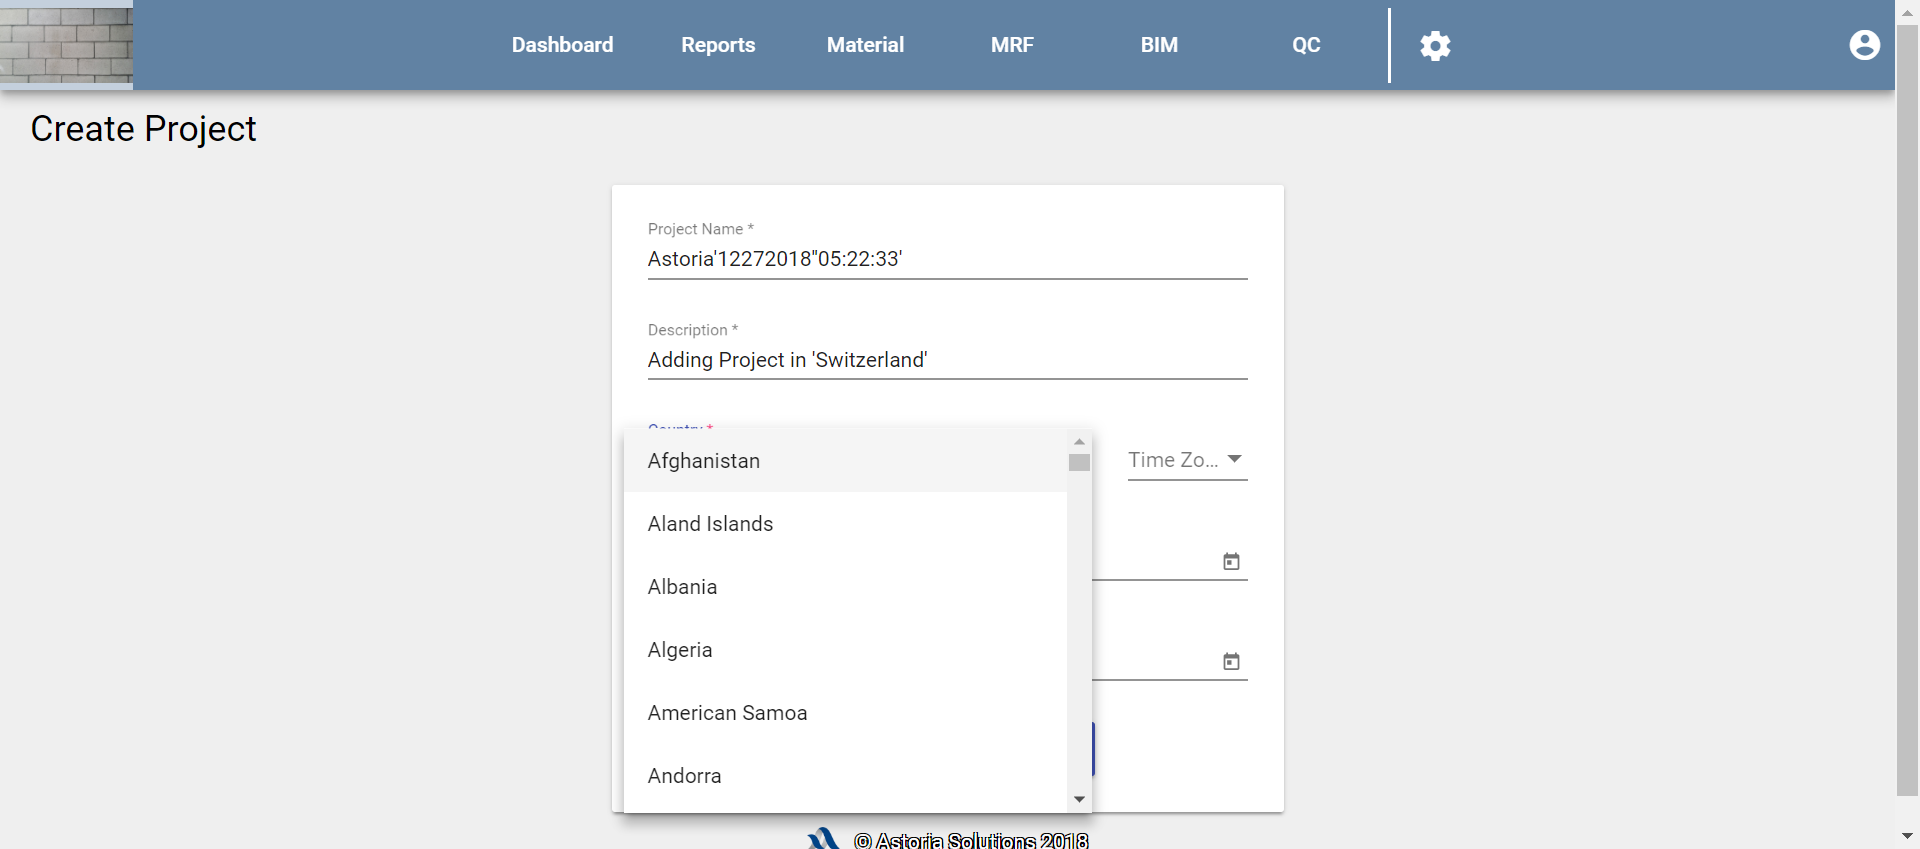 Dashboard Reports Material MRF BIM QC
Create Project
Project Name *
Astoria'12272018''05:22:33'
Description *
Adding Project in 'Switzerland'
Country *
Afghanistan
Time Zo...
Aland Islands
Albania
Algeria
American Samoa
Andorra
© Astoria Solutions 2018